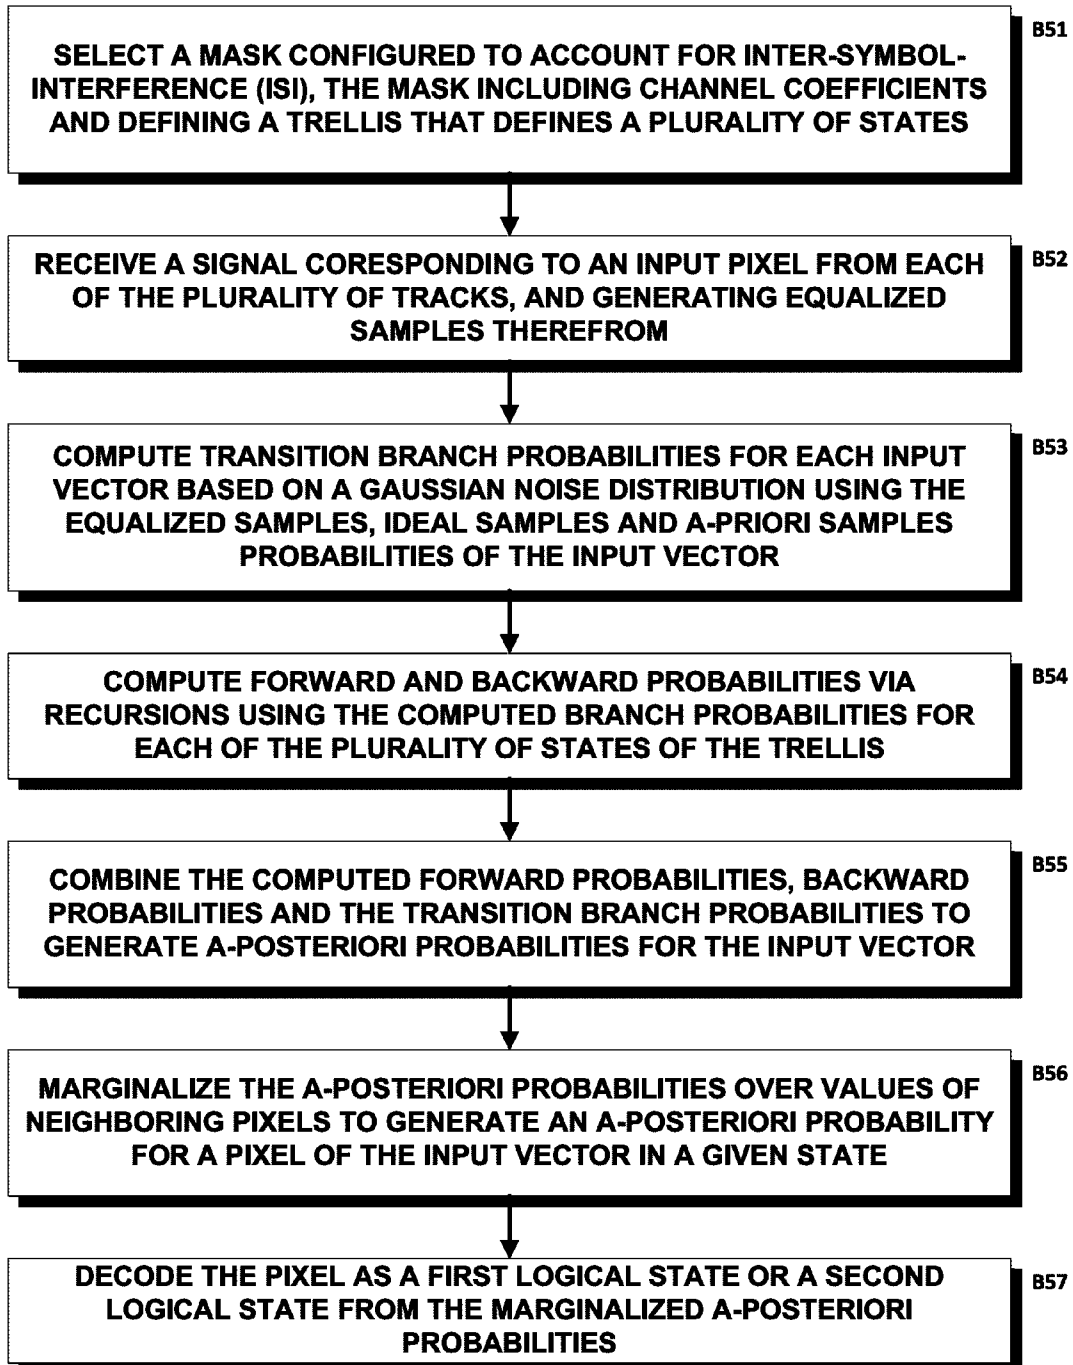 B51
SELECT A MASK CONFIGURED TO ACCOUNT FOR INTER-SYMBOL-
INTERFERENCE (ISI), THE MASK INCLUDING CHANNEL COEFFICIENTS
AND DEFINING A TRELLIS THAT DEFINES A PLURALITY OF STATES
B52
RECEIVE A SIGNAL CORESPONDING TO AN INPUT PIXEL FROM EACH
OF THE PLURALITY OF TRACKS, AND GENERATING EQUALIZED
SAMPLES THEREFROM
B53
COMPUTE TRANSITION BRANCH PROBABILITIES FOR EACH INPUT
VECTOR BASED ON A GAUSSIAN NOISE DISTRIBUTION USING THE
EQUALIZED SAMPLES, IDEAL SAMPLES AND A-PRIORI SAMPLES
PROBABILITIES OF THE INPUT VECTOR
B54
COMPUTE FORWARD AND BACKWARD PROBABILITIES VIA
RECURSIONS USING THE COMPUTED BRANCH PROBABILITIES FOR
EACH OF THE PLURALITY OF STATES OF THE TRELLIS
B55
COMBINE THE COMPUTED FORWARD PROBABILITIES, BACKWARD
PROBABILITIES AND THE TRANSITION BRANCH PROBABILITIES TO
GENERATE A-POSTERIORI PROBABILITIES FOR THE INPUT VECTOR
B56
MARGINALIZE THE A-POSTERIORI PROBABILITIES OVER VALUES OF
NEIGHBORING PIXELS TO GENERATE AN A-POSTERIORI PROBABILITY
FOR A PIXEL OF THE INPUT VECTOR IN A GIVEN STATE
B57
DECODE THE PIXEL AS A FIRST LOGICAL STATE OR A SECOND
LOGICAL STATE FROM THE MARGINALIZED A-POSTERIORI
PROBABILITIES